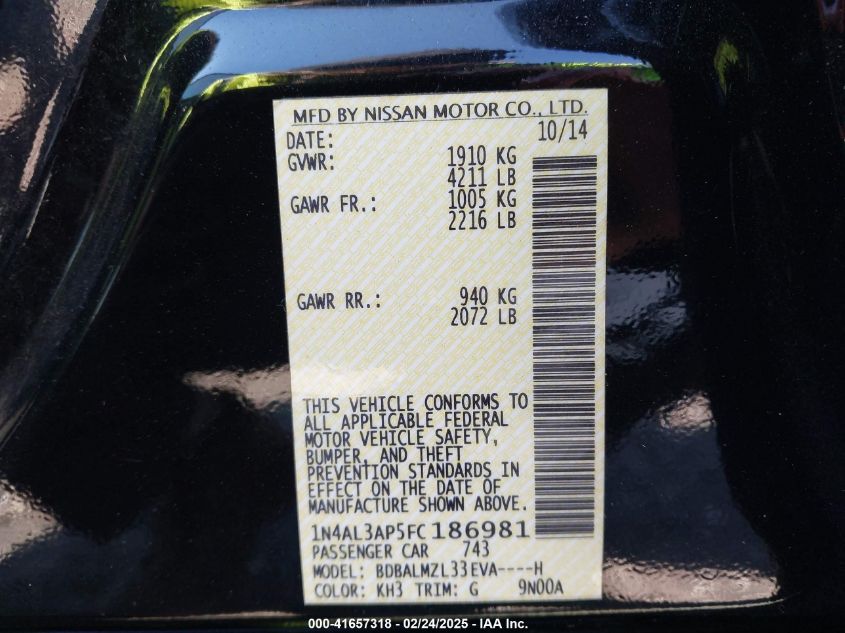 MFD BY NISSAN MOTOR CO., LTD.
DATE: 10/14
GVWR: 1910 KG
4211 LB
GAWR FR.: 1005 KG
2216 LB
GAWR RR.: 940 KG
2072 LB
THIS VEHICLE CONFORMS TO
ALL APPLICABLE FEDERAL
MOTOR VEHICLE SAFETY,
BUMPER, AND THEFT
PREVENTION STANDARDS IN
EFFECT ON THE DATE OF
MANUFACTURE SHOWN ABOVE.
1N4AL3AP5FC186981
PASSENGER CAR 743
MODEL: BDBALMZL33EVA----H
COLOR: KH3 TRIM: G 9N00A
000-41657318 - 02/24/2025 - IAA Inc.